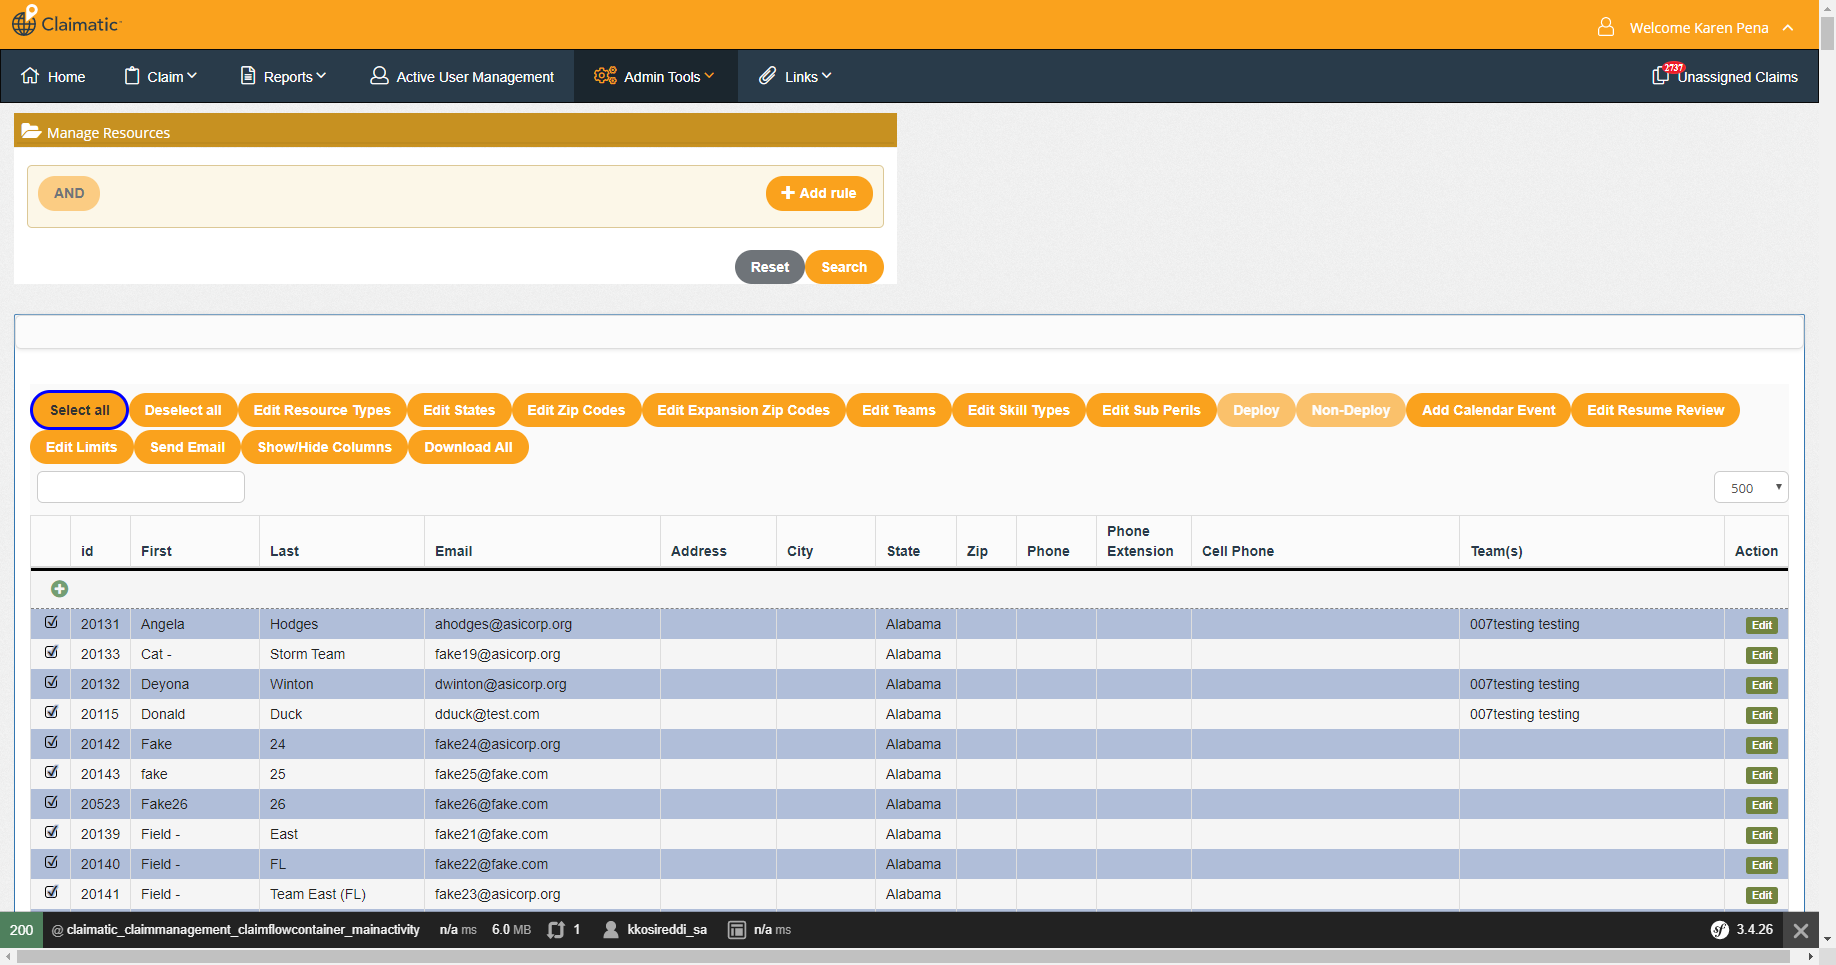 Claimatic
Welcome Karen Pena
Home Claim Reports Active User Management Admin Tools Links 2737 Unassigned Claims
Manage Resources
AND + Add rule
Reset Search
Select all Deselect all Edit Resource Types Edit States Edit Zip Codes Edit Expansion Zip Codes Edit Teams Edit Skill Types Edit Sub Perils Deploy Non-Deploy Add Calendar Event Edit Resume Review
Edit Limits Send Email Show/Hide Columns Download All
500
id First Last Email Address City State Zip Phone Phone Extension Cell Phone Team(s) Action
20131 Angela Hodges ahodges@asicorp.org Alabama 007testing testing Edit
20133 Cat - Storm Team fake19@asicorp.org Alabama Edit
20132 Deyona Winton dwinton@asicorp.org Alabama 007testing testing Edit
20115 Donald Duck dduck@test.com Alabama 007testing testing Edit
20142 Fake 24 fake24@asicorp.org Alabama Edit
20143 fake 25 fake25@fake.com Alabama Edit
20523 Fake26 26 fake26@fake.com Alabama Edit
20139 Field - East fake21@fake.com Alabama Edit
20140 Field - FL fake22@fake.com Alabama Edit
20141 Field - Team East (FL) fake23@asicorp.org Alabama Edit
200 @ claimatic_claimmanagement_claimflowcontainer_mainactivity n/a ms 6.0 MB 1 kkosireddi_sa n/a ms sf 3.4.26